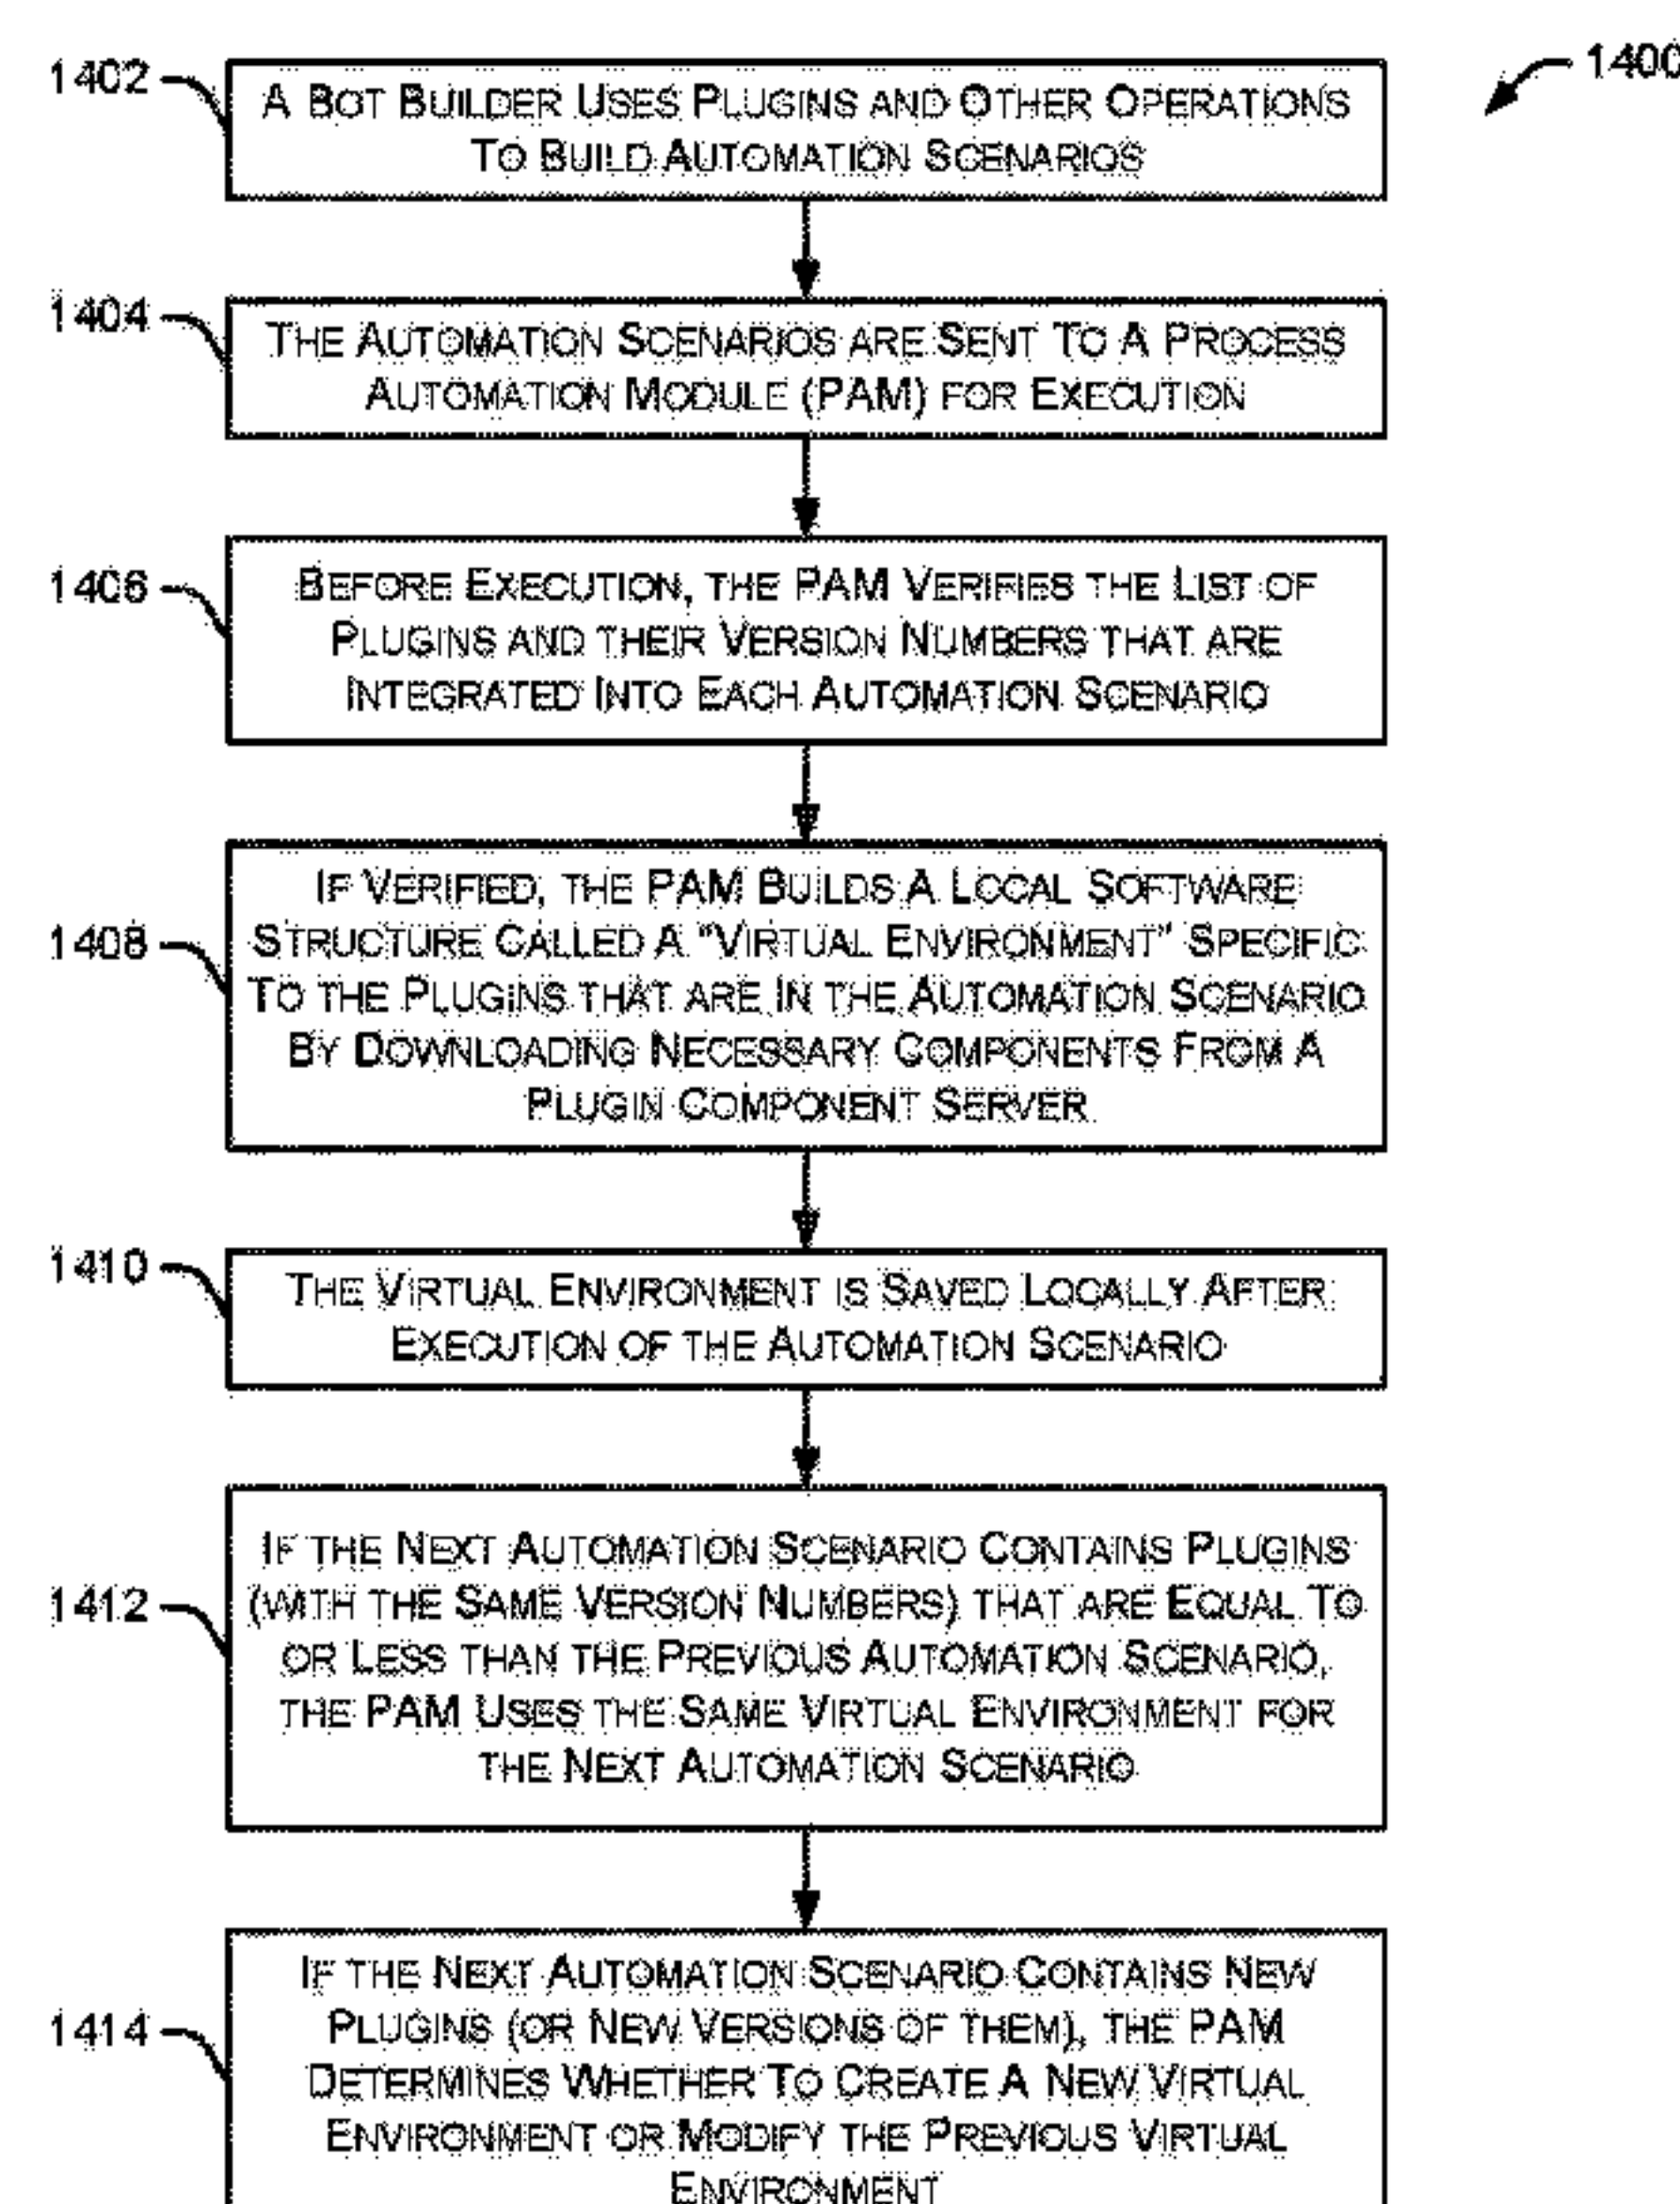 1400
1402
A BOT BUILDER USES PLUGINS AND OTHER OPERATIONS
TO BUILD AUTOMATION SCENARIOS
1404
THE AUTOMATION SCENARIOS ARE SENT TO A PROCESS
AUTOMATION MODULE (PAM) FOR EXECUTION
1406
BEFORE EXECUTION, THE PAM VERIFIES THE LIST OF
PLUGINS AND THEIR VERSION NUMBERS THAT ARE
INTEGRATED INTO EACH AUTOMATION SCENARIO
1408
IF VERIFIED, THE PAM BUILDS A LOCAL SOFTWARE
STRUCTURE CALLED A "VIRTUAL ENVIRONMENT" SPECIFIC
TO THE PLUGINS THAT ARE IN THE AUTOMATION SCENARIO
BY DOWNLOADING NECESSARY COMPONENTS FROM A
PLUGIN COMPONENT SERVER
1410
THE VIRTUAL ENVIRONMENT IS SAVED LOCALLY AFTER
EXECUTION OF THE AUTOMATION SCENARIO
1412
IF THE NEXT AUTOMATION SCENARIO CONTAINS PLUGINS
(WITH THE SAME VERSION NUMBERS) THAT ARE EQUAL TO
OR LESS THAN THE PREVIOUS AUTOMATION SCENARIO,
THE PAM USES THE SAME VIRTUAL ENVIRONMENT FOR
THE NEXT AUTOMATION SCENARIO
1414
IF THE NEXT AUTOMATION SCENARIO CONTAINS NEW
PLUGINS (OR NEW VERSIONS OF THEM), THE PAM
DETERMINES WHETHER TO CREATE A NEW VIRTUAL
ENVIRONMENT OR MODIFY THE PREVIOUS VIRTUAL
ENVIRONMENT